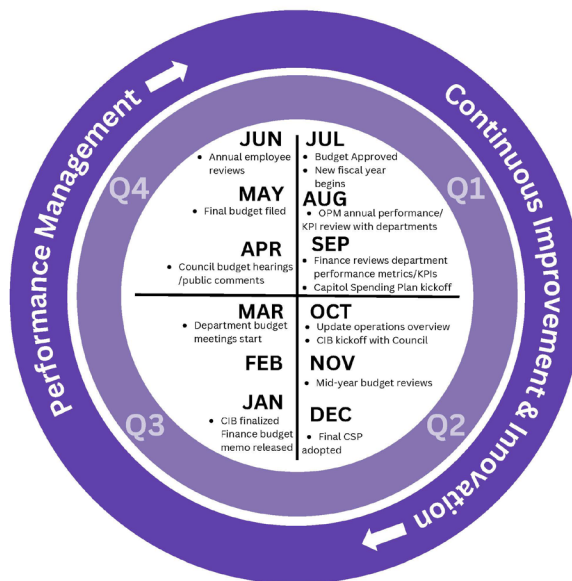 Performance Management
Continuous Improvement & Innovation
Q4
Q1
Q3
Q2
JUN
• Annual employee
reviews
MAY
• Final budget filed
APR
• Council budget hearings
/public comments
JUL
• Budget Approved
• New fiscal year
begins
AUG
• OPM annual performance/
KPI review with departments
SEP
• Finance reviews department
performance metrics/KPIs
• Capitol Spending Plan kickoff
MAR
• Department budget
meetings start
FEB
JAN
• CIB finalized
Finance budget
memo released
OCT
• Update operations overview
• CIB kickoff with Council
NOV
• Mid-year budget reviews
DEC
• Final CSP
adopted